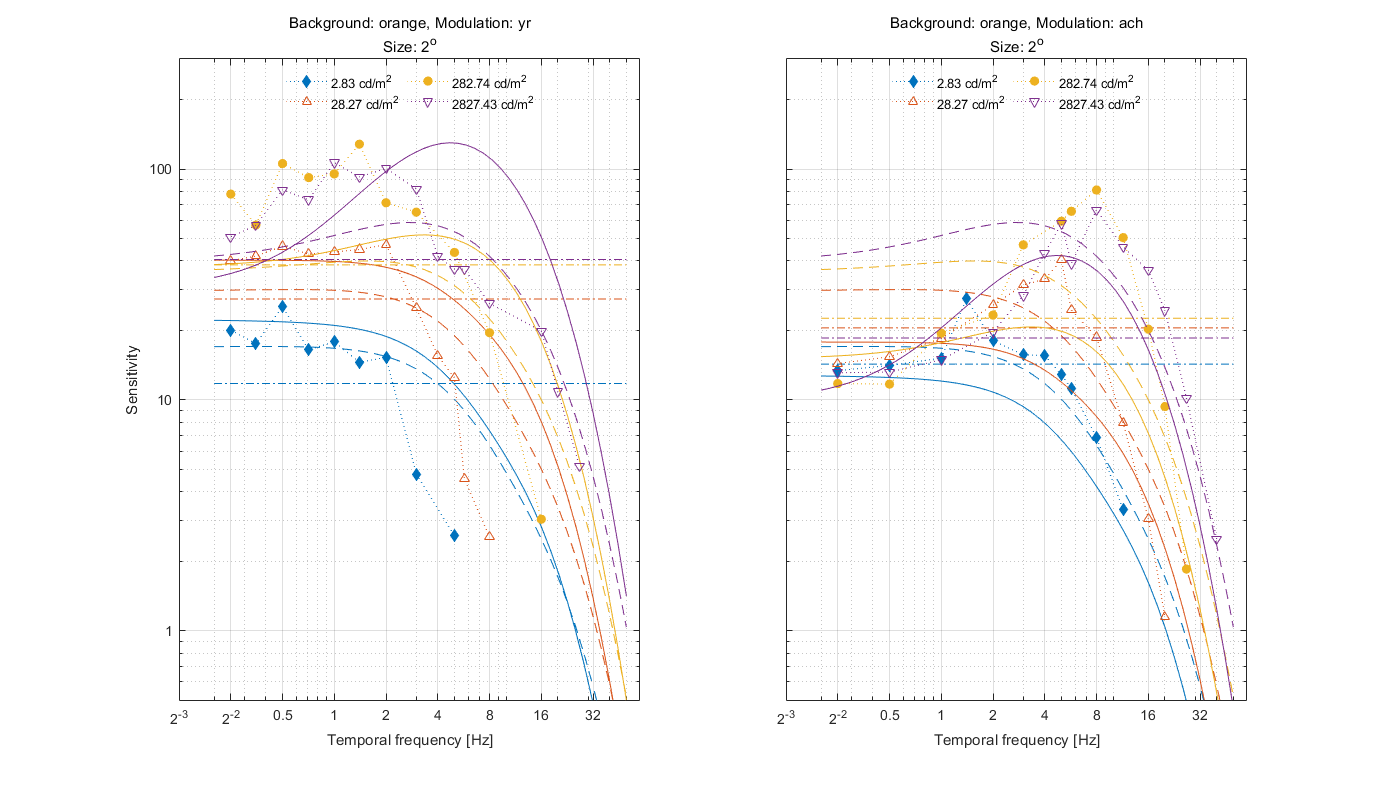 Background: orange, Modulation: yr
Size: 2°
2.83 cd/m²
282.74 cd/m²
28.27 cd/m²
2827.43 cd/m²
100
10
1
Sensitivity
2⁻³
2⁻²
0.5
1
2
4
8
16
32
Temporal frequency [Hz]
Background: orange, Modulation: ach
Size: 2°
2.83 cd/m²
282.74 cd/m²
28.27 cd/m²
2827.43 cd/m²
2⁻³
2⁻²
0.5
1
2
4
8
16
32
Temporal frequency [Hz]